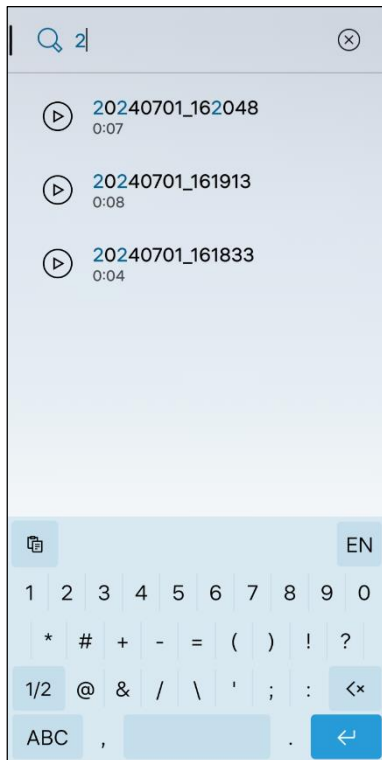 2
20240701_162048
0:07
20240701_161913
0:08
20240701_161833
0:04
EN
1 2 3 4 5 6 7 8 9 0
* # + - = ( ) ! ?
1/2 @ & / \ ' ; :
ABC , .